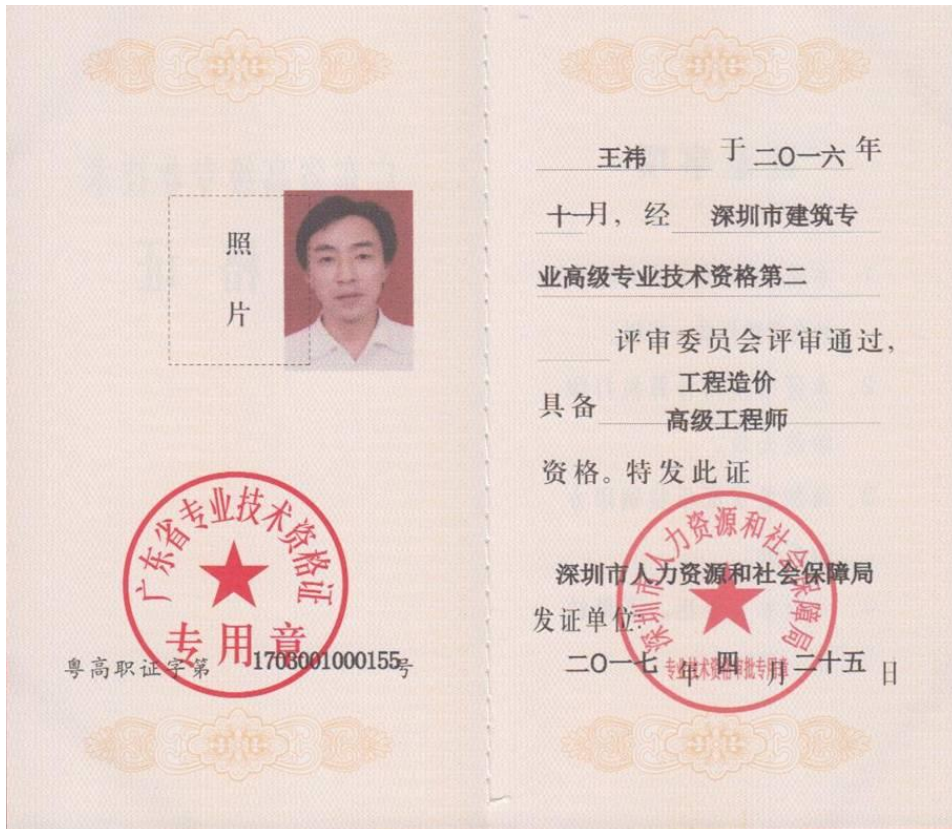 照
片
广东省专业技术资格证
专用章
粤高职证字第 1703001000155号
王祎 于二〇一六年
十一月，经 深圳市建筑专
业高级专业技术资格第二
评审委员会评审通过，
工程造价
具备
高级工程师
资格。特发此证
深圳市人力资源和社会保障局
深圳市人力资源和社会保障局
发证单位：
专业技术资格审批专用章
二〇一七年四月二十五日